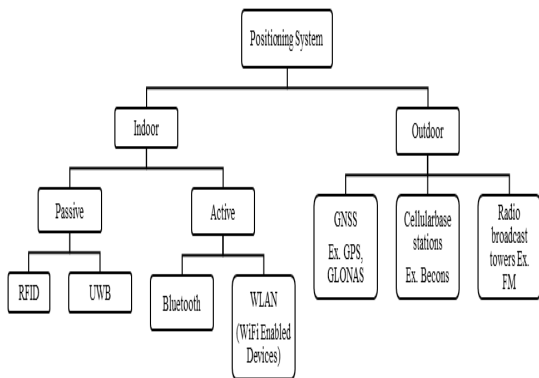 Positioning System
Indoor
Outdoor
Passive
Active
GNSS
Ex. GPS,
GLONAS
Cellularbase
stations
Ex. Becons
Radio
broadcast
towers Ex.
FM
RFID
UWB
Bluetooth
WLAN
(WiFi Enabled
Devices)